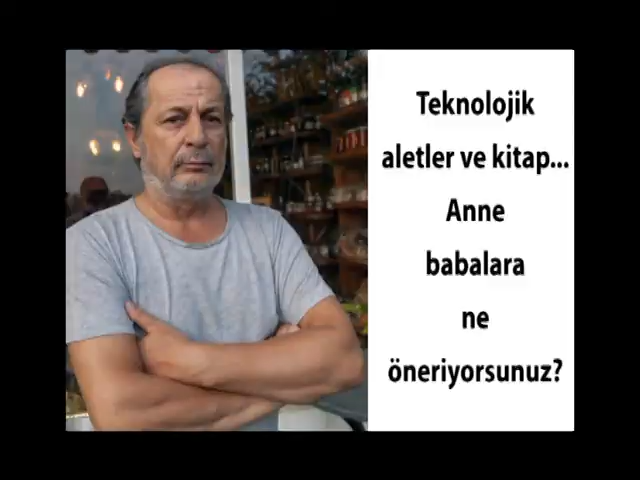 Teknolojik
aletler ve kitap...
Anne
babalara
ne
öneriyorsunuz?